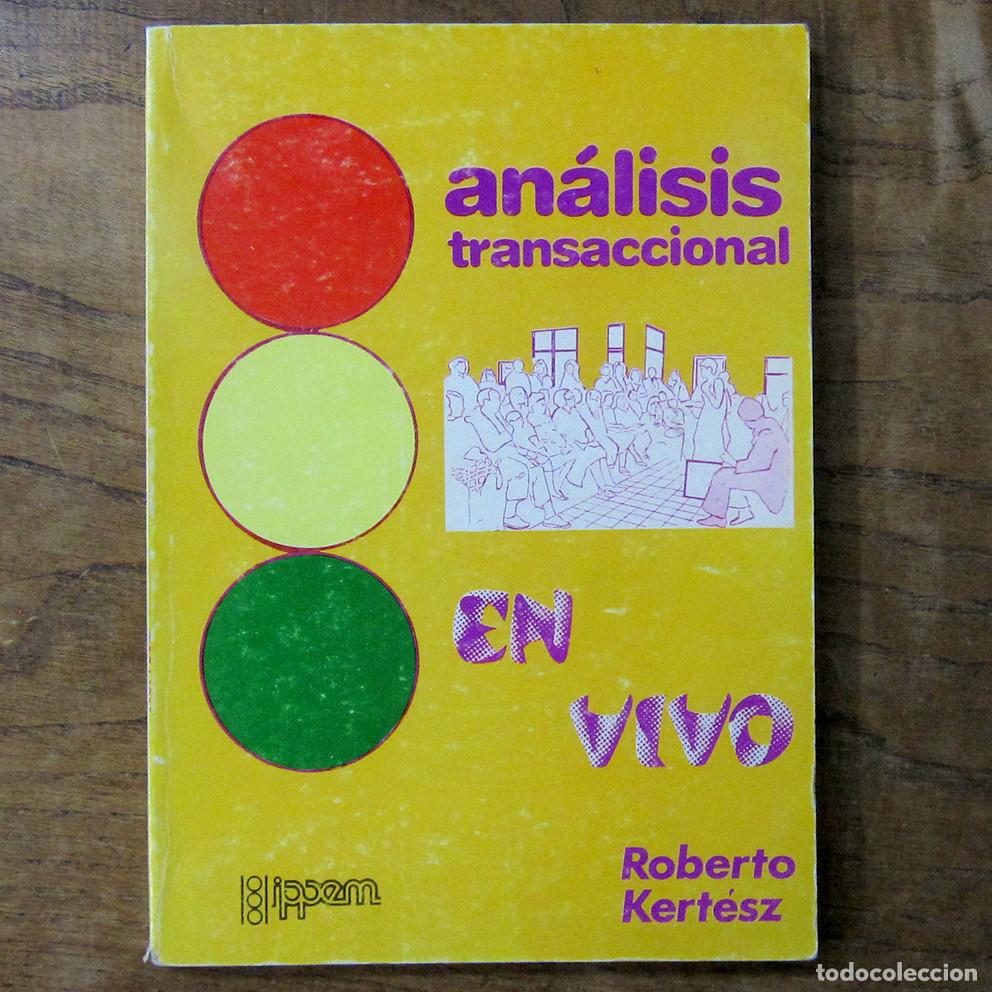 análisis
transaccional
EN
VIVO
ippem
Roberto
Kertész
todocoleccion